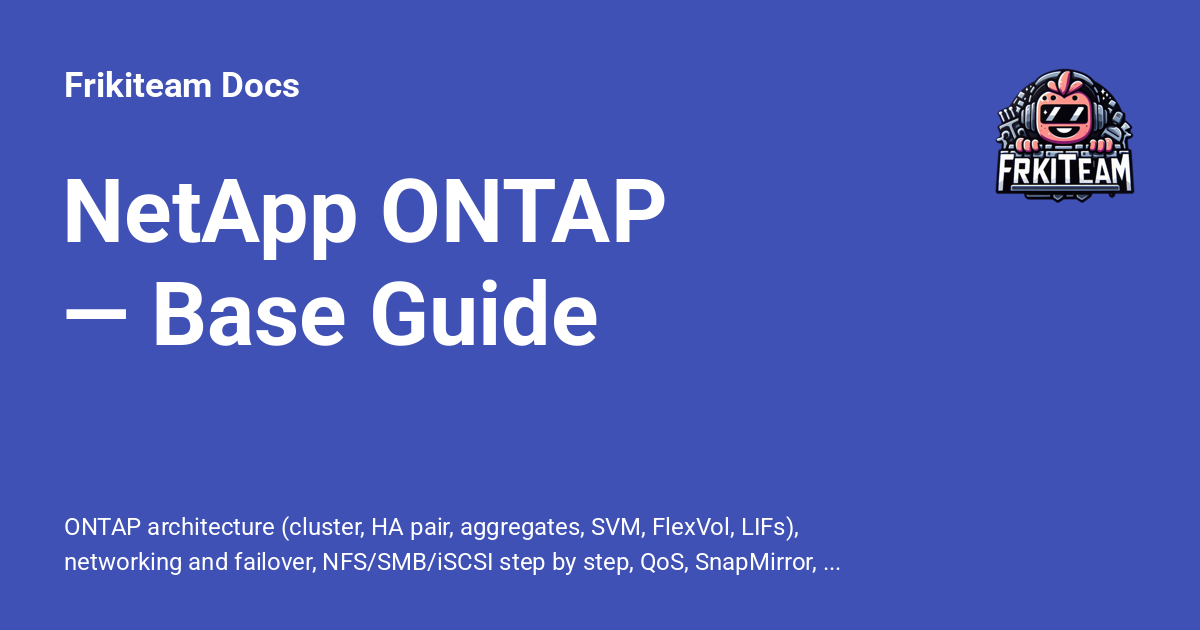 Frikiteam Docs
FRKITEAM
NetApp ONTAP
— Base Guide
ONTAP architecture (cluster, HA pair, aggregates, SVM, FlexVol, LIFs),
networking and failover, NFS/SMB/iSCSI step by step, QoS, SnapMirror, ...